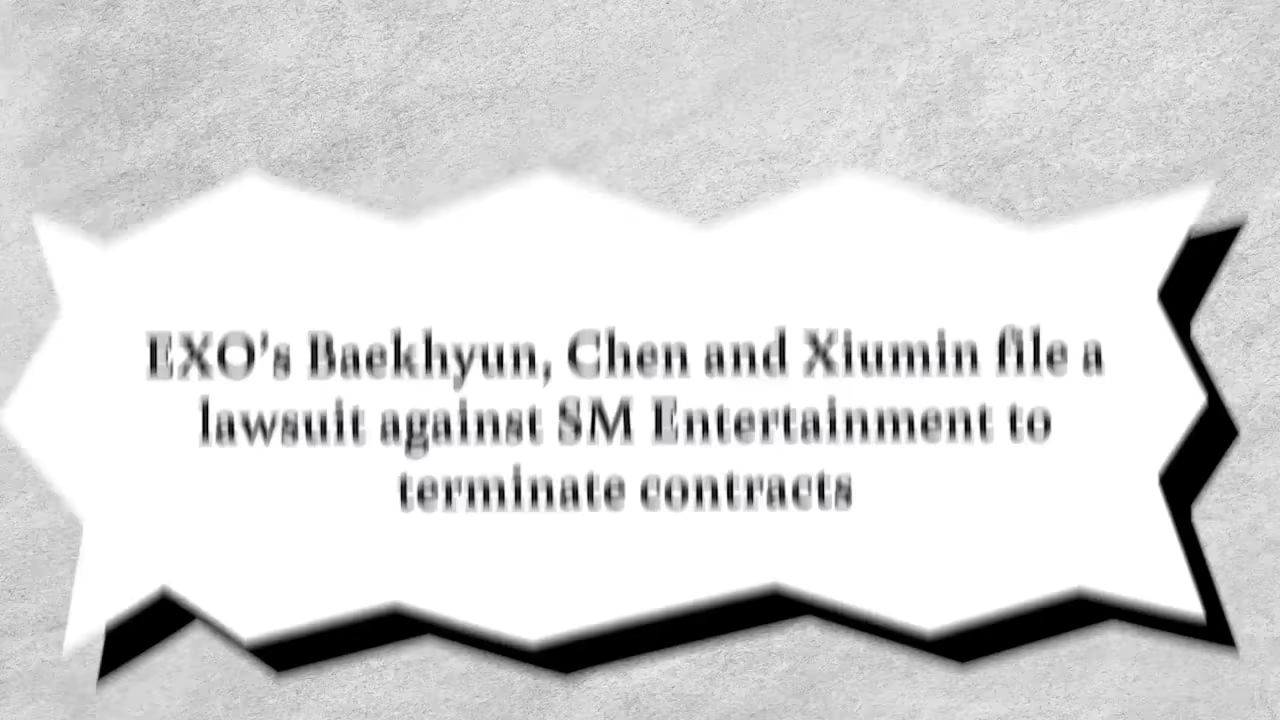 EXO’s Baekhyun, Chen and Xiumin file a
lawsuit against SM Entertainment to
terminate contracts